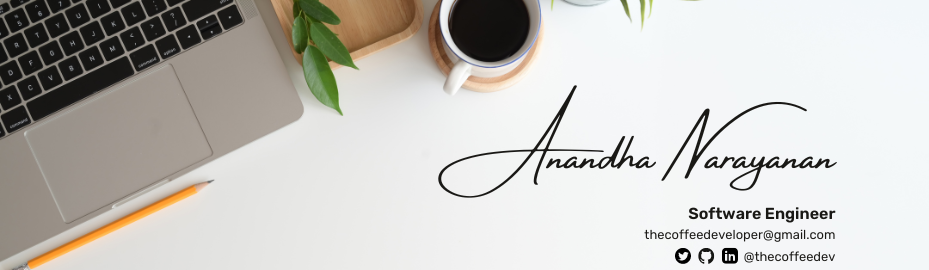 Anandha Narayanan
Software Engineer
thecoffeedeveloper@gmail.com
@thecoffeedev